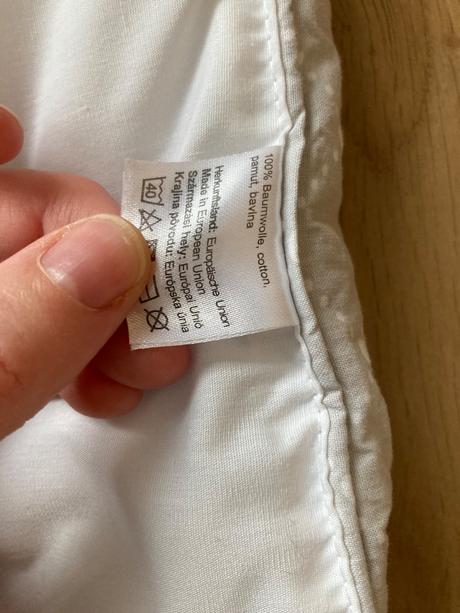 100% Baumwolle, cotton,
pamut, bavlna
Herkunftsland: Europäische Union
Made in European Union
Származási hely: Európai Unió
Krajina pôvodu: Európska únia
40